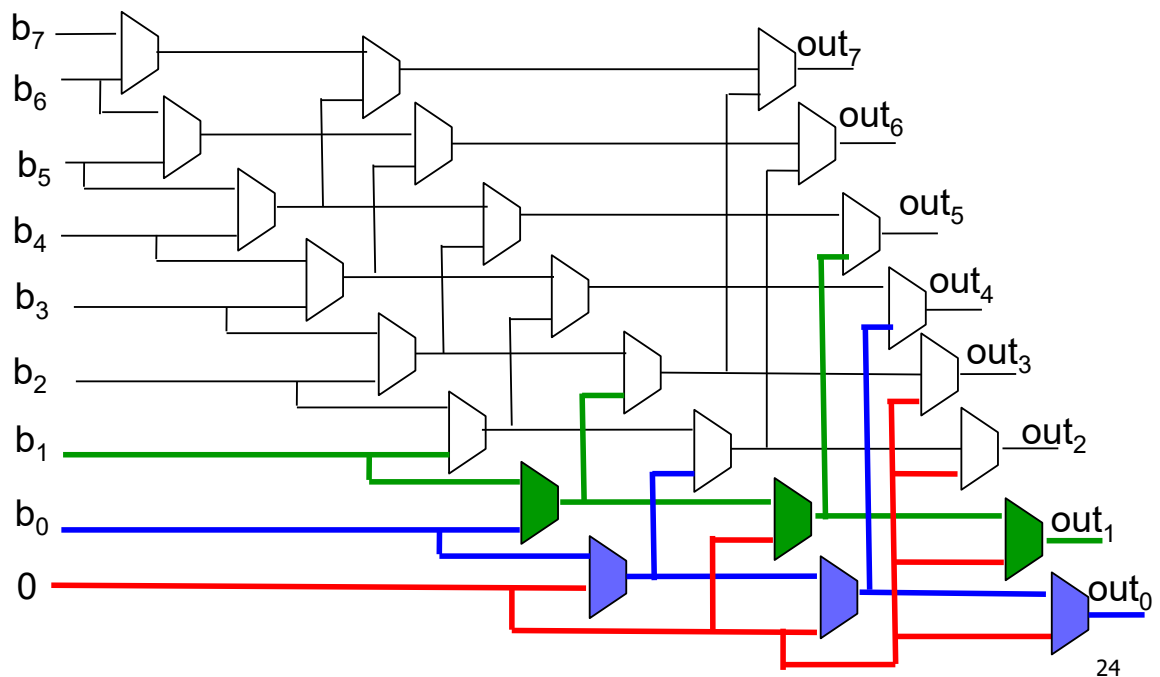 b₇
out₇
b₆
out₆
b₅
out₅
b₄
out₄
b₃
out₃
b₂
out₂
b₁
b₀
out₁
0
out₀
24